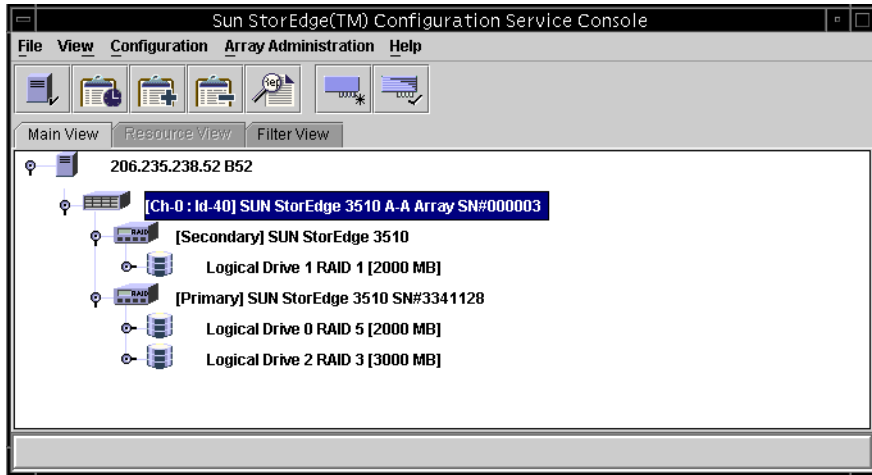 Sun StorEdge(TM) Configuration Service Console
File View Configuration Array Administration Help
Rep
Main View Resource View Filter View
206.235.238.52 B52
[Ch-0 : Id-40] SUN StorEdge 3510 A-A Array SN#000003
RAID
[Secondary] SUN StorEdge 3510
Logical Drive 1 RAID 1 [2000 MB]
RAID
[Primary] SUN StorEdge 3510 SN#3341128
Logical Drive 0 RAID 5 [2000 MB]
Logical Drive 2 RAID 3 [3000 MB]